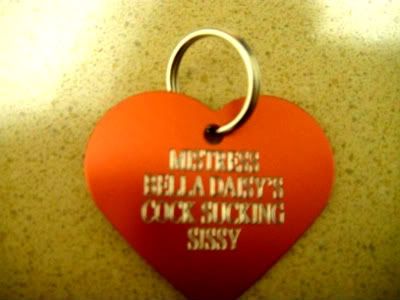 MISTRESS
BELLA DAISY'S
COCK SUCKING
SISSY